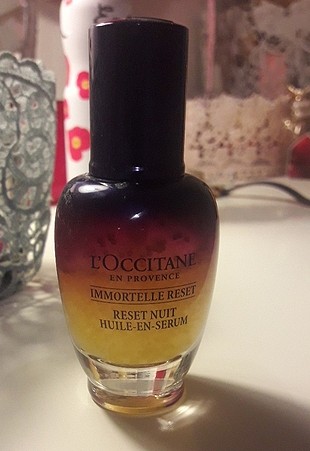 L'OCCITANE
EN PROVENCE
IMMORTELLE RESET
RESET NUIT
HUILE-EN-SERUM